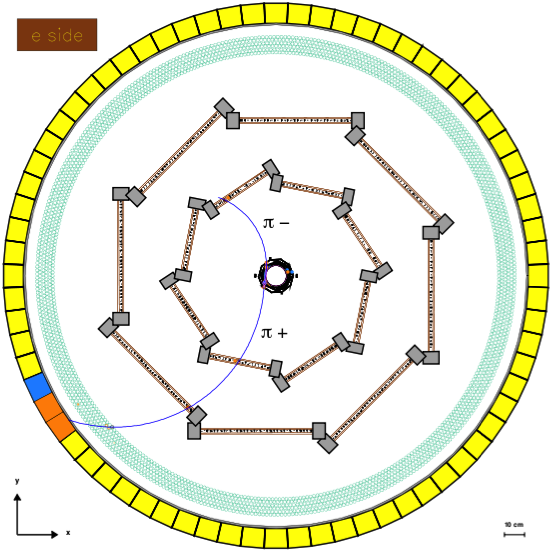 e side
π −
π +
y
x
10 cm